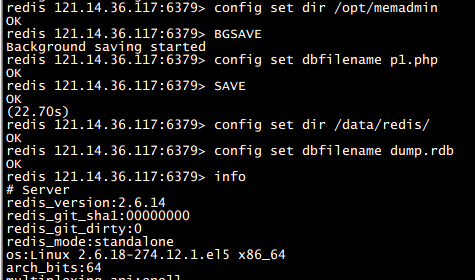 redis 121.14.36.117:6379> config set dir /opt/memadmin
OK
redis 121.14.36.117:6379> BGSAVE
Background saving started
redis 121.14.36.117:6379> config set dbfilename p1.php
OK
redis 121.14.36.117:6379> SAVE
OK
(22.70s)
redis 121.14.36.117:6379> config set dir /data/redis/
OK
redis 121.14.36.117:6379> config set dbfilename dump.rdb
OK
redis 121.14.36.117:6379> info
# Server
redis_version:2.6.14
redis_git_sha1:00000000
redis_git_dirty:0
redis_mode:standalone
os:Linux 2.6.18-274.12.1.el5 x86_64
arch_bits:64
multiplexing_api:epoll